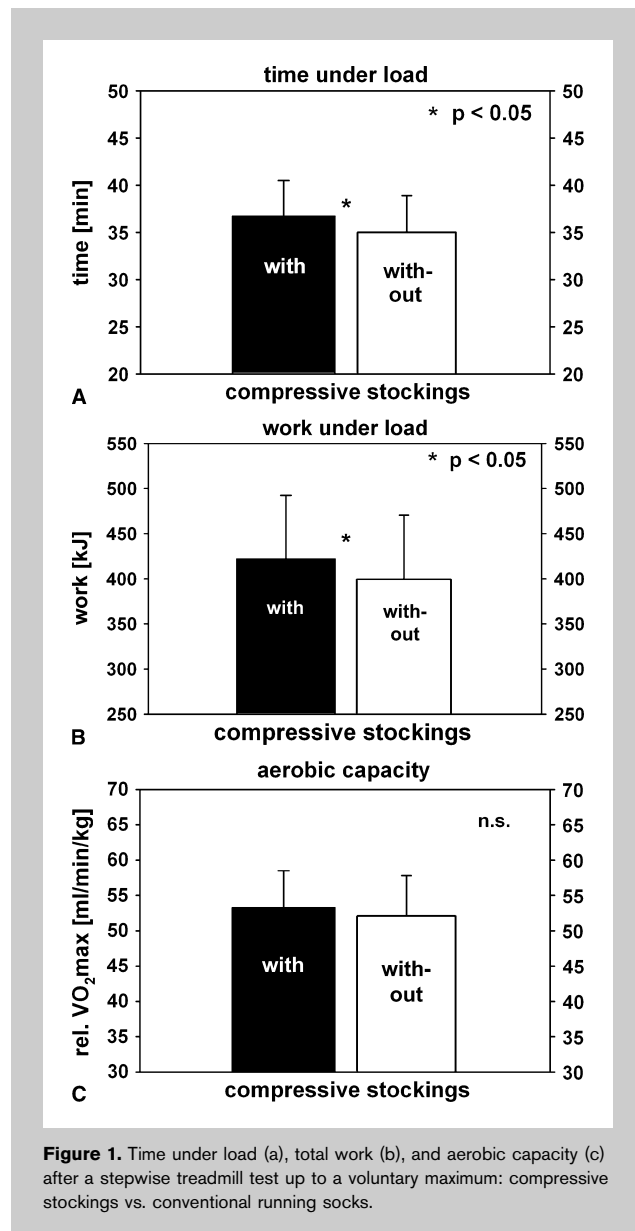 time under load
* p < 0.05
50 50
45 45
40 40
35 35
30 30
25 25
20 20
time [min]
*
with
with-
out
A
compressive stockings
work under load
* p < 0.05
550 550
500 500
450 450
400 400
350 350
300 300
250 250
work [kJ]
*
with
with-
out
B
compressive stockings
aerobic capacity
n.s.
70 70
65 65
60 60
55 55
50 50
45 45
40 40
35 35
30 30
rel. VO₂max [ml/min/kg]
with
with-
out
C
compressive stockings
Figure 1. Time under load (a), total work (b), and aerobic capacity (c)
after a stepwise treadmill test up to a voluntary maximum: compressive
stockings vs. conventional running socks.